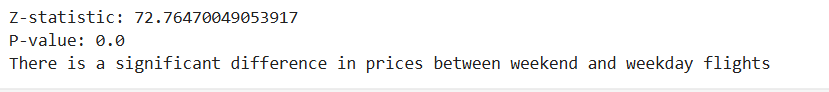 Z-statistic: 72.76470049053917
P-value: 0.0
There is a significant difference in prices between weekend and weekday flights